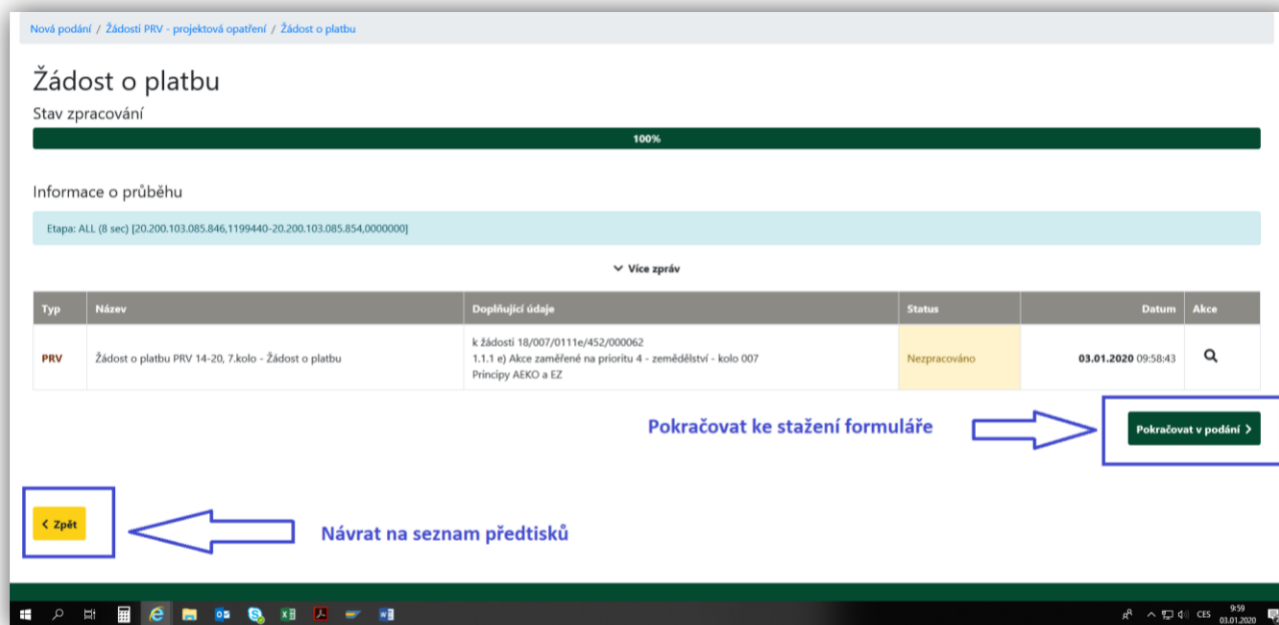 Nová podání / Žádosti PRV - projektová opatření / Žádost o platbu
Žádost o platbu
Stav zpracování
100%
Informace o průběhu
Etapa: ALL (8 sec) [20.200.103.085.846,1199440-20.200.103.085.854,0000000]
Více zpráv
Typ Název Doplňující údaje Status Datum Akce
k žádosti 18/007/0111e/452/000062
PRV Žádost o platbu PRV 14-20, 7.kolo - Žádost o platbu 1.1.1 e) Akce zaměřené na prioritu 4 - zemědělství - kolo 007 Nezpracováno 03.01.2020 09:58:43
Principy AEKO a EZ
Pokračovat ke stažení formuláře
Pokračovat v podání >
< Zpět
Návrat na seznam předtisků
CES 9:59
03.01.2020